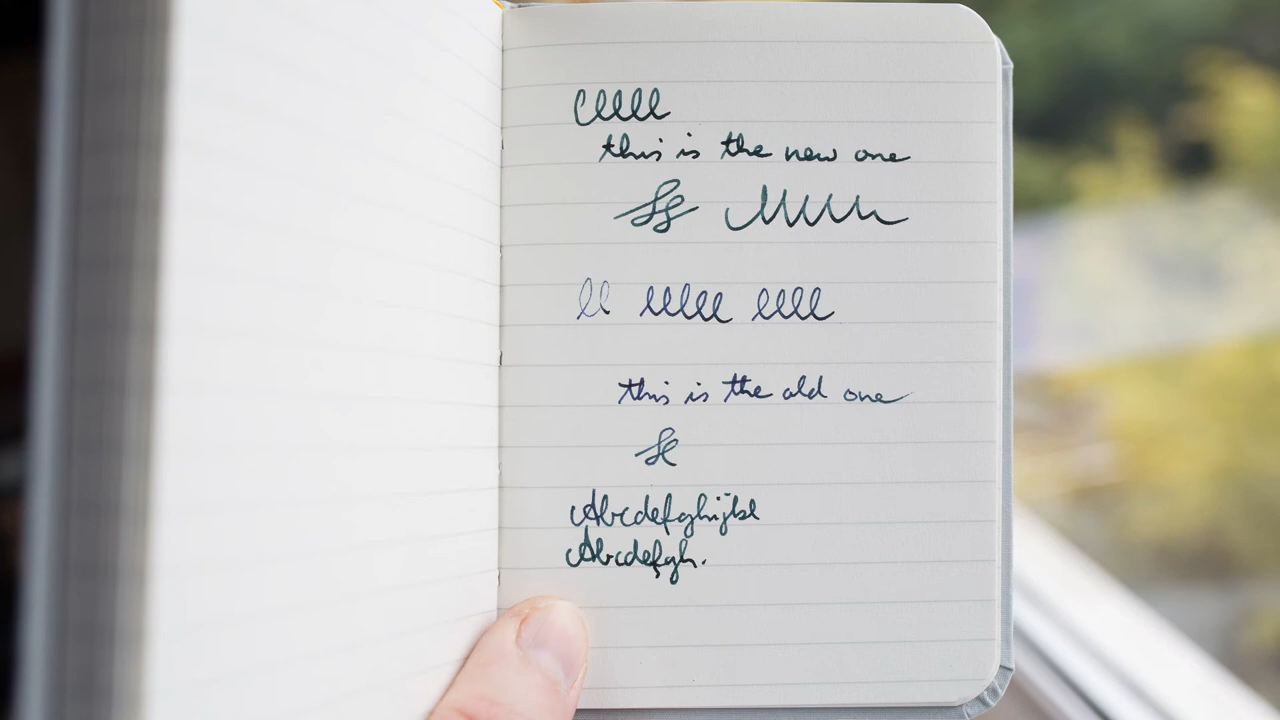 this is the new one
this is the old one
Abcdefghijkl
Abcdefgh.